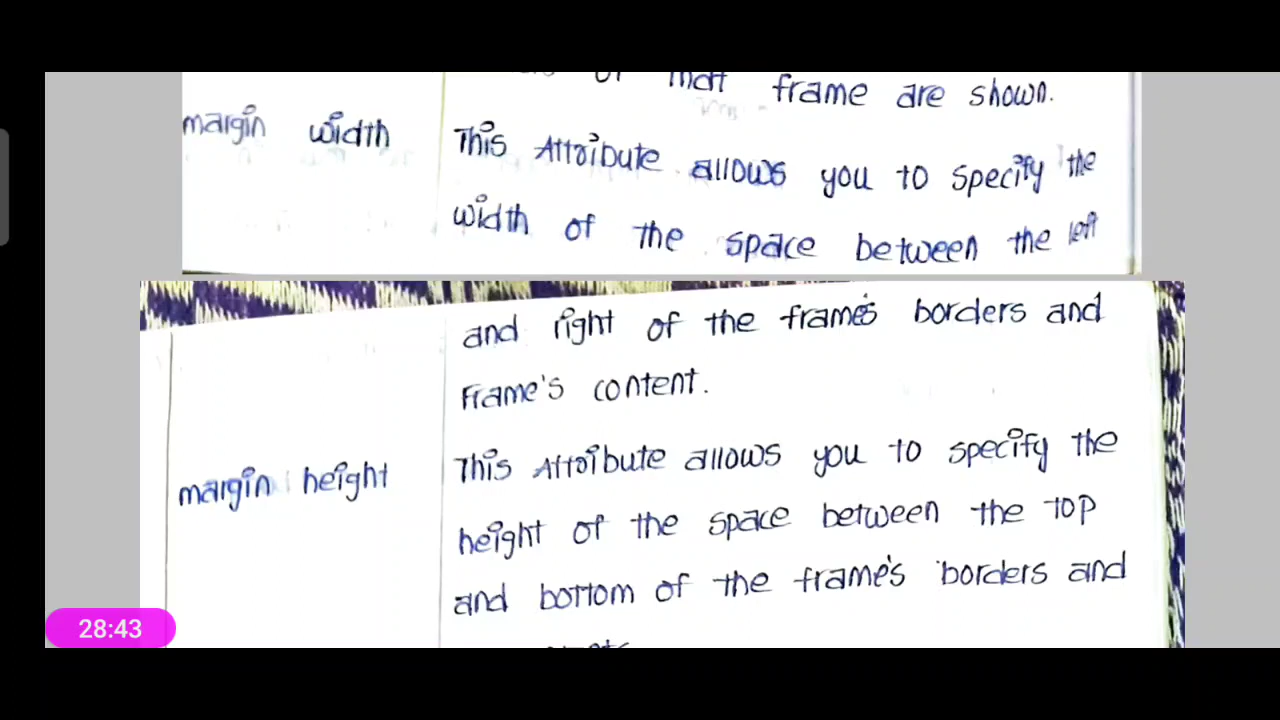 frame are shown.
margin width This Attribute allows you to specify the
width of the space between the left
and right of the frame's borders and
Frame's content.
margin height This Attribute allows you to specify the
height of the space between the top
and bottom of the frame's borders and
28:43